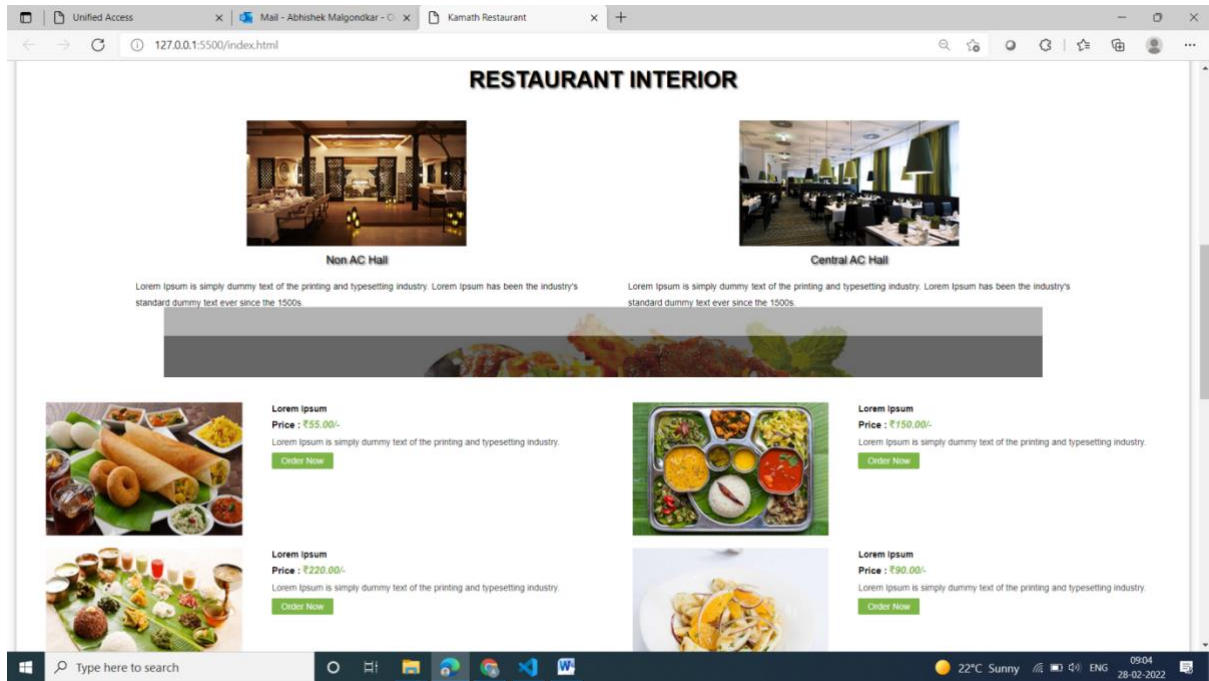 Unified Access
Mail - Abhishek Malgondkar - O
Kamath Restaurant
127.0.0.1:5500/index.html
RESTAURANT INTERIOR
Non AC Hall
Central AC Hall
Lorem Ipsum is simply dummy text of the printing and typesetting industry. Lorem Ipsum has been the industry's
standard dummy text ever since the 1500s.
Lorem Ipsum is simply dummy text of the printing and typesetting industry. Lorem Ipsum has been the industry's
standard dummy text ever since the 1500s.
Lorem Ipsum
Price : ₹55.00/-
Lorem Ipsum is simply dummy text of the printing and typesetting industry.
Order Now
Lorem Ipsum
Price : ₹150.00/-
Lorem Ipsum is simply dummy text of the printing and typesetting industry.
Order Now
Lorem Ipsum
Price : ₹220.00/-
Lorem Ipsum is simply dummy text of the printing and typesetting industry.
Order Now
Lorem Ipsum
Price : ₹90.00/-
Lorem Ipsum is simply dummy text of the printing and typesetting industry.
Order Now
Type here to search
22°C Sunny
ENG
09:04
28-02-2022